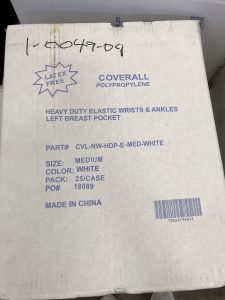 1-0049-09
LATEX
FREE
COVERALL
POLYPROPYLENE
HEAVY DUTY ELASTIC WRISTS & ANKLES
LEFT BREAST POCKET
PART# CVL-NW-HDP-E-MED-WHITE
SIZE: MEDIUM
COLOR: WHITE
PACK: 25/CASE
PO# 18089
MADE IN CHINA